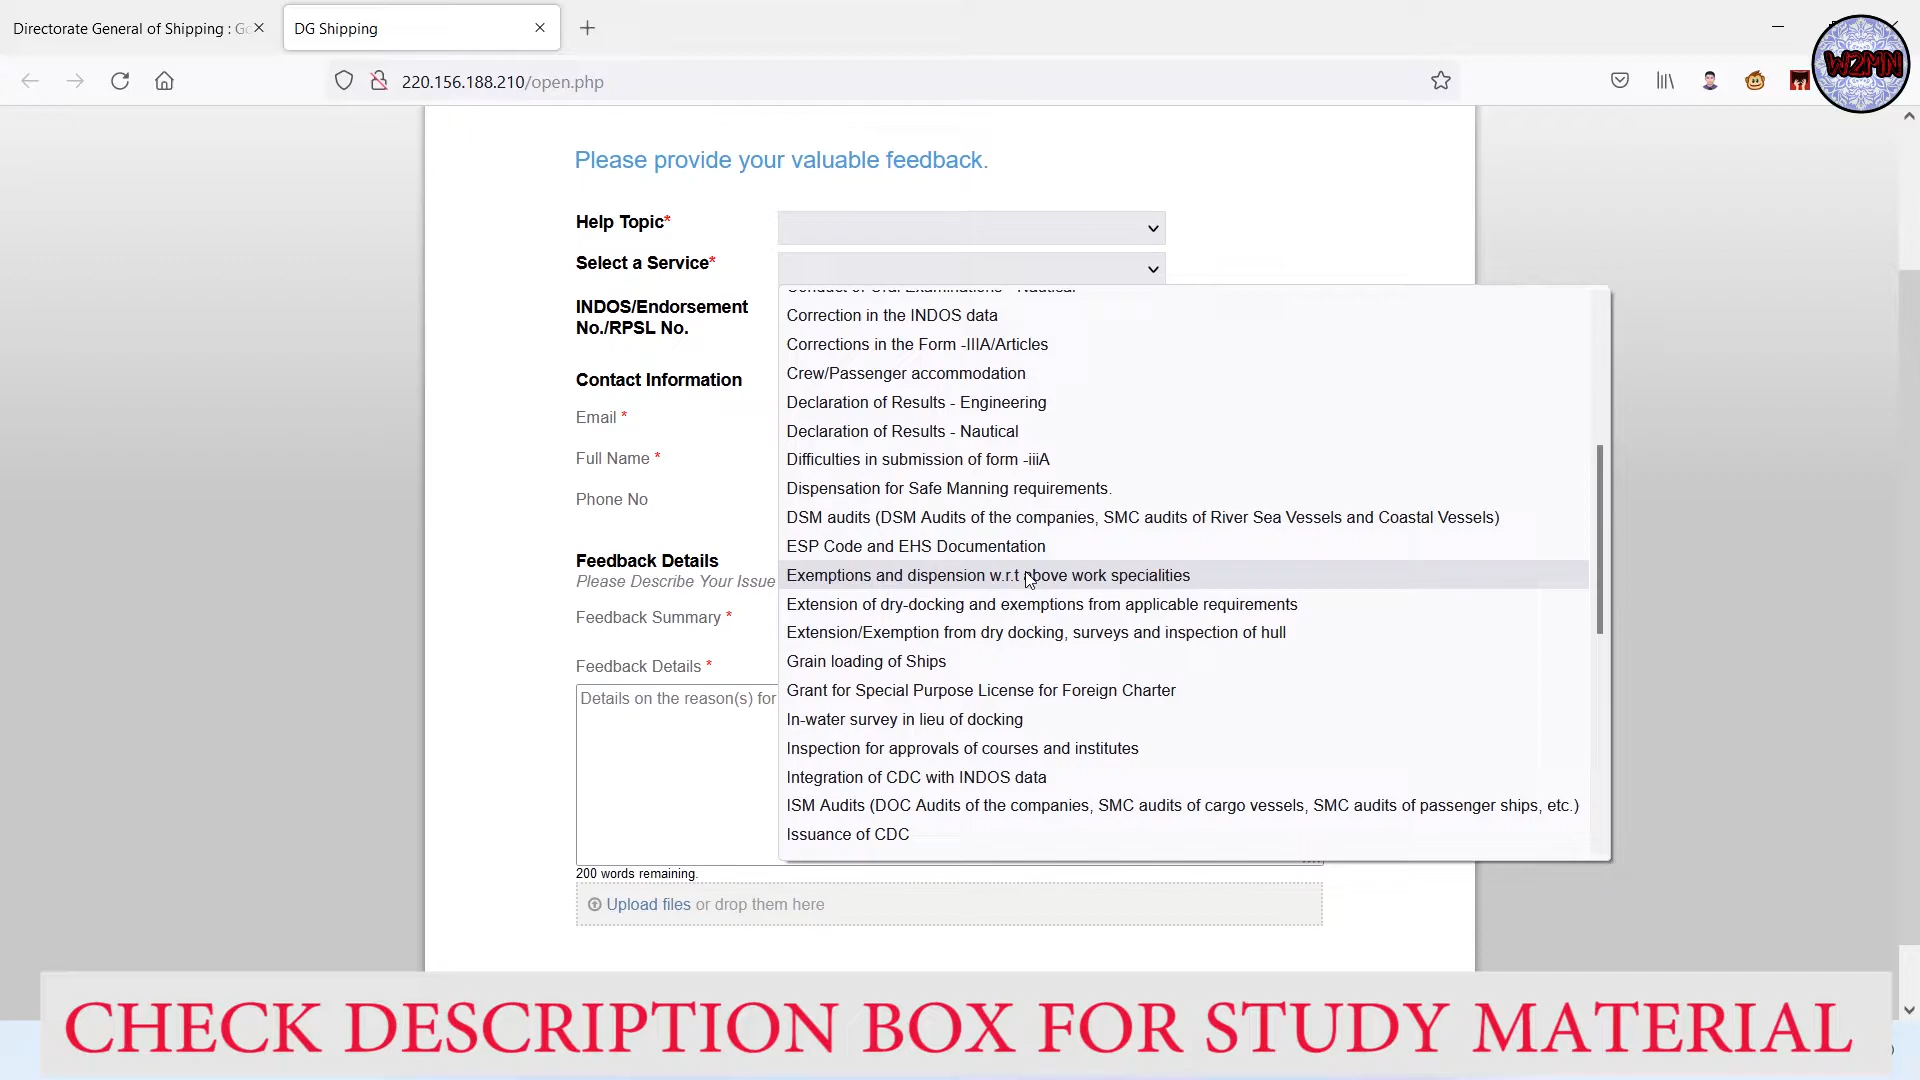 Directorate General of Shipping : Go
DG Shipping
W2MN
220.156.188.210/open.php
Please provide your valuable feedback.
Help Topic*
Select a Service*
INDOS/Endorsement
No./RPSL No.
Contact Information
Email *
Full Name *
Phone No
Feedback Details
Please Describe Your Issue
Feedback Summary *
Feedback Details *
Details on the reason(s) for
Conduct of Oral Examinations - Nautical
Correction in the INDOS data
Corrections in the Form -IIIA/Articles
Crew/Passenger accommodation
Declaration of Results - Engineering
Declaration of Results - Nautical
Difficulties in submission of form -iiiA
Dispensation for Safe Manning requirements.
DSM audits (DSM Audits of the companies, SMC audits of River Sea Vessels and Coastal Vessels)
ESP Code and EHS Documentation
Exemptions and dispension w.r.t above work specialities
Extension of dry-docking and exemptions from applicable requirements
Extension/Exemption from dry docking, surveys and inspection of hull
Grain loading of Ships
Grant for Special Purpose License for Foreign Charter
In-water survey in lieu of docking
Inspection for approvals of courses and institutes
Integration of CDC with INDOS data
ISM Audits (DOC Audits of the companies, SMC audits of cargo vessels, SMC audits of passenger ships, etc.)
Issuance of CDC
200 words remaining.
Upload files or drop them here
CHECK DESCRIPTION BOX FOR STUDY MATERIAL